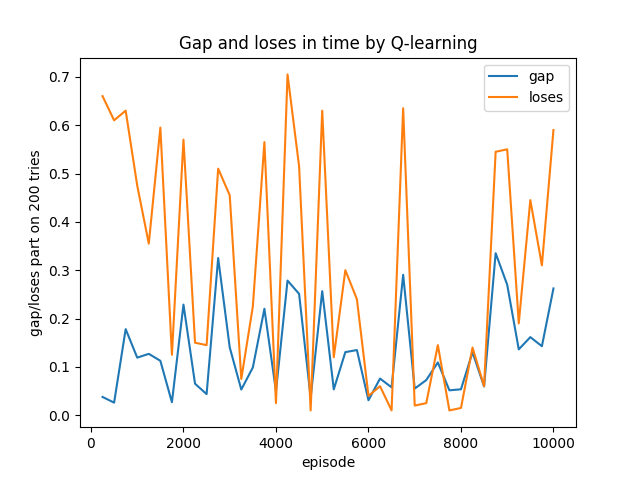 Gap and loses in time by Q-learning
gap
loses
gap/loses part on 200 tries
0.7
0.6
0.5
0.4
0.3
0.2
0.1
0.0
0 2000 4000 6000 8000 10000
episode